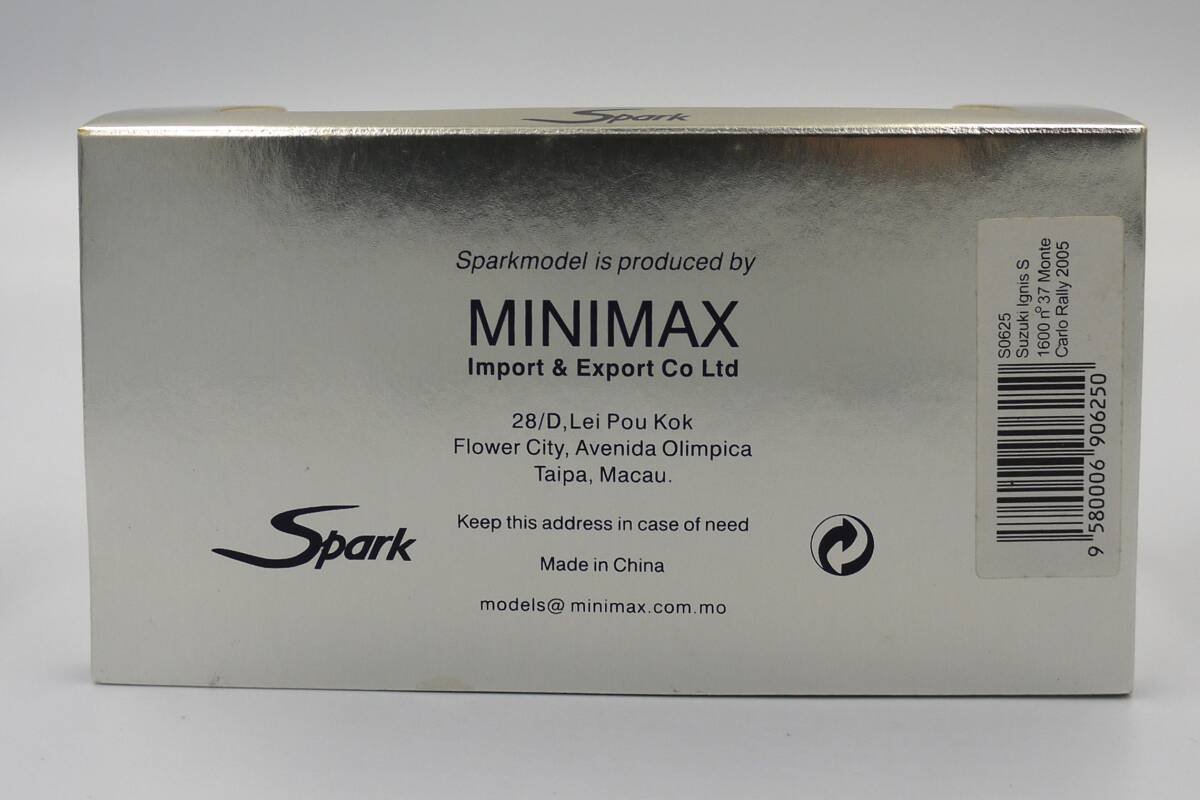 Spark
Sparkmodel is produced by
MINIMAX
Import & Export Co Ltd
28/D,Lei Pou Kok
Flower City, Avenida Olimpica
Taipa, Macau.
Keep this address in case of need
Made in China
models@ minimax.com.mo
Spark
S0625
Suzuki Ignis S
1600 nº37 Monte
Carlo Rally 2005
9 580006 906250